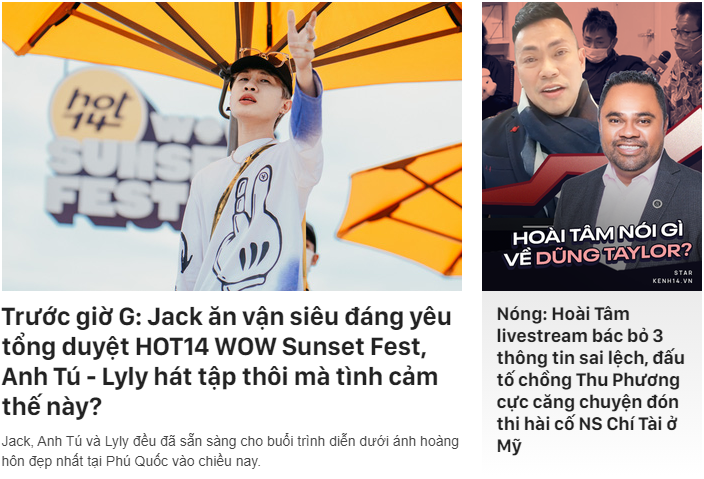 hot
14
WO
SUNSET
FEST
Trước giờ G: Jack ăn vận siêu đáng yêu
tổng duyệt HOT14 WOW Sunset Fest,
Anh Tú - Lyly hát tập thôi mà tình cảm
thế này?
Jack, Anh Tú và Lyly đều đã sẵn sàng cho buổi trình diễn dưới ánh hoàng
hôn đẹp nhất tại Phú Quốc vào chiều nay.
HOÀI TÂM NÓI GÌ
VỀ DŨNG TAYLOR?
STAR
KENH14.VN
Nóng: Hoài Tâm
livestream bác bỏ 3
thông tin sai lệch, đấu
tố chồng Thu Phương
cực căng chuyện đón
thi hài cố NS Chí Tài ở
Mỹ